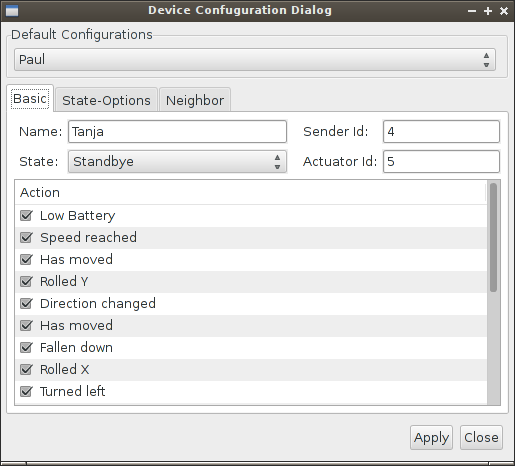 Device Confuguration Dialog
Default Configurations
Paul
Basic State-Options Neighbor
Name: Tanja Sender Id: 4
State: Standbye Actuator Id: 5
Action
Low Battery
Speed reached
Has moved
Rolled Y
Direction changed
Has moved
Fallen down
Rolled X
Turned left
Apply Close